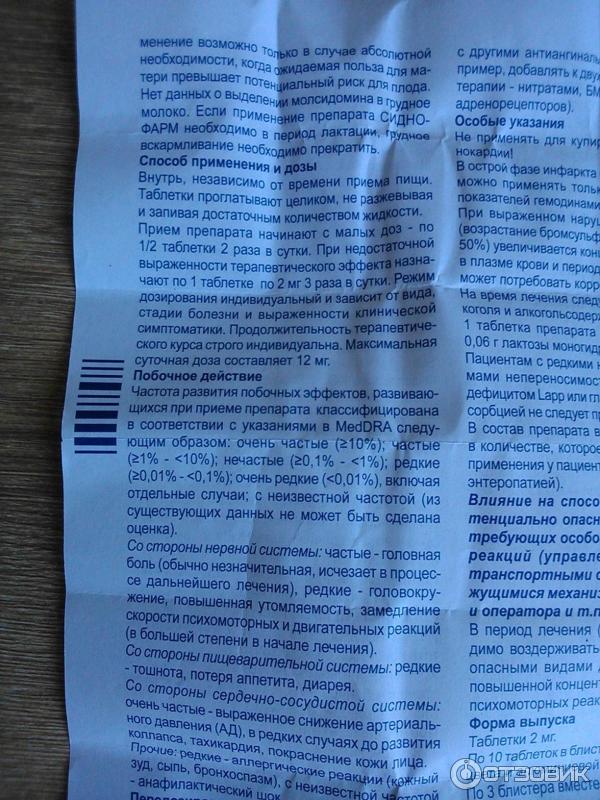 менение возможно только в случае абсолютной
необходимости, когда ожидаемая польза для ма-
тери превышает потенциальный риск для плода.
Нет данных о выделении молсидомина в грудное
молоко. Если применение препарата СИДНО-
ФАРМ необходимо в период лактации, грудное
вскармливание необходимо прекратить.
Способ применения и дозы
Внутрь, независимо от времени приема пищи.
Таблетки проглатывают целиком, не разжевывая
и запивая достаточным количеством жидкости.
Прием препарата начинают с малых доз - по
1/2 таблетки 2 раза в сутки. При недостаточной
выраженности терапевтического эффекта назна-
чают по 1 таблетке по 2 мг 3 раза в сутки. Режим
дозирования индивидуальный и зависит от вида,
стадии болезни и выраженности клинической
симптоматики. Продолжительность терапевтиче-
ского курса строго индивидуальна. Максимальная
суточная доза составляет 12 мг.
Побочное действие
Частота развития побочных эффектов, развиваю-
щихся при приеме препарата классифицирована
в соответствии с указаниями в MedDRA следу-
ющим образом: очень частые (≥10%); частые
(≥1% - <10%); нечастые (≥0,1% - <1%); редкие
(≥0,01% - <0,1%); очень редкие (<0,01%), включая
отдельные случаи; с неизвестной частотой (из
существующих данных не может быть сделана
оценка).
Со стороны нервной системы: частые - головная
боль (обычно незначительная, исчезает в процес-
се дальнейшего лечения), редкие - головокру-
жение, повышенная утомляемость, замедление
скорости психомоторных и двигательных реакций
(в большей степени в начале лечения).
Со стороны пищеварительной системы: редкие
- тошнота, потеря аппетита, диарея.
Со стороны сердечно-сосудистой системы:
очень частые - выраженное снижение артериаль-
ного давления (АД), в редких случаях до развития
коллапса, тахикардия, покраснение кожи лица.
Прочие: редкие - аллергические реакции (кожный
зуд, сыпь, бронхоспазм), с неизвестной частотой
- анафилактический шок.
с другими антиангинал
пример, добавлять к дву
терапии - нитратами, БМ
адренорецепторов).
Особые указания
Не применять для купир
нокардии!
В острой фазе инфаркта
можно применять тольк
показателей гемодинами
При выраженном наруш
(возрастание бромсульф
50%) увеличивается конц
в плазме крови и период
может потребовать корр
На время лечения следу
коголя и алкогольсодер
1 таблетка препарата
0,06 г лактозы моногидр
Пациентам с редкими н
мами непереносимост
дефицитом Lapp или гл
сорбцией не следует пр
В состав препарата в
в количестве, которое
применения у пациент
энтеропатией).
Влияние на спосо
тенциально опасн
требующих особо
реакций (управле
транспортными с
жущимися механиз
и оператора и т.п
В период лечения (
димо воздерживать
опасными видами д
повышенной концент
психомоторных реак
Форма выпуска
Таблетки 2 мг.
По 10 таблеток в блист
По 3 блистера вместе
ОТЗОВИК